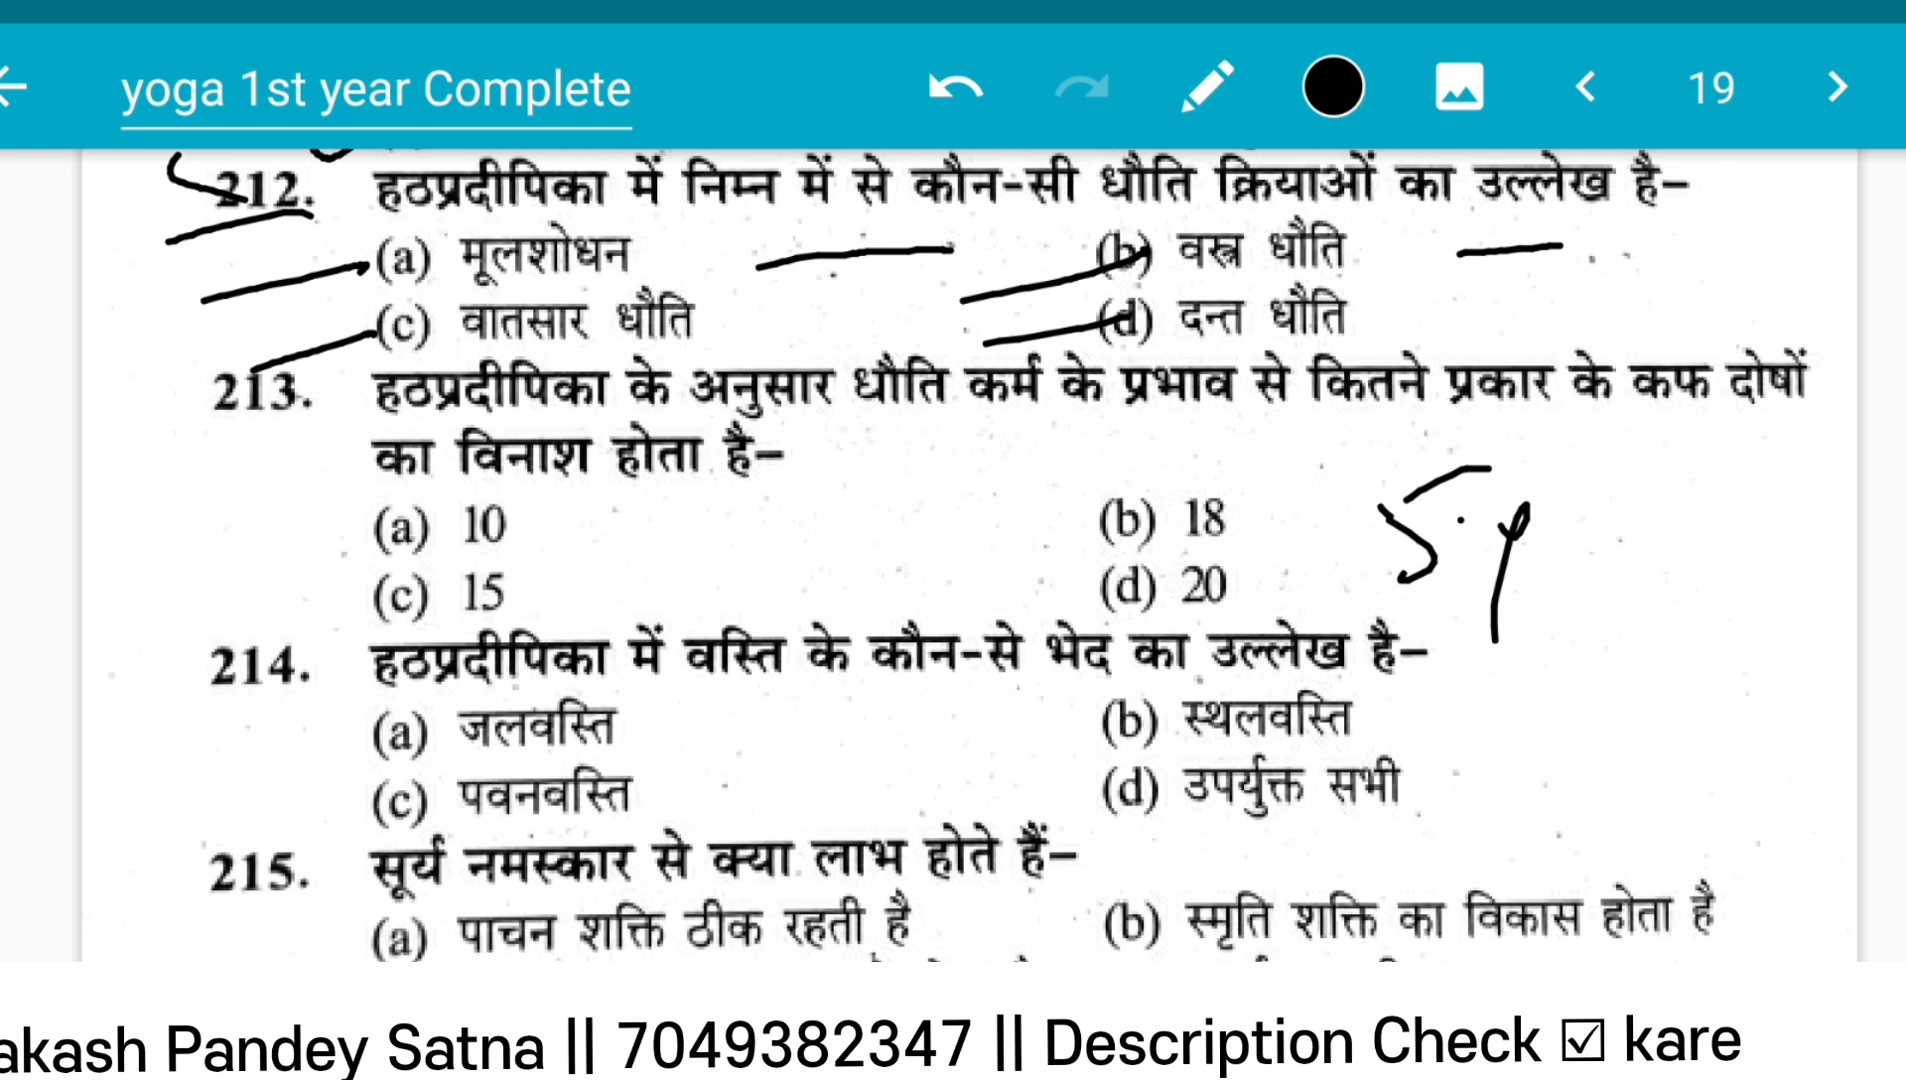 yoga 1st year Complete 19
212. हठप्रदीपिका में निम्न में से कौन-सी धौति क्रियाओं का उल्लेख है–
(a) मूलशोधन (b) वस्त्र धौति
(c) वातसार धौति (d) दन्त धौति
213. हठप्रदीपिका के अनुसार धौति कर्म के प्रभाव से कितने प्रकार के कफ दोषों
का विनाश होता है–
(a) 10 (b) 18
(c) 15 (d) 20
214. हठप्रदीपिका में वस्ति के कौन-से भेद का उल्लेख है–
(a) जलवस्ति (b) स्थलवस्ति
(c) पवनवस्ति (d) उपर्युक्त सभी
215. सूर्य नमस्कार से क्या लाभ होते हैं–
(a) पाचन शक्ति ठीक रहती है (b) स्मृति शक्ति का विकास होता है
akash Pandey Satna || 7049382347 || Description Check ☑ kare